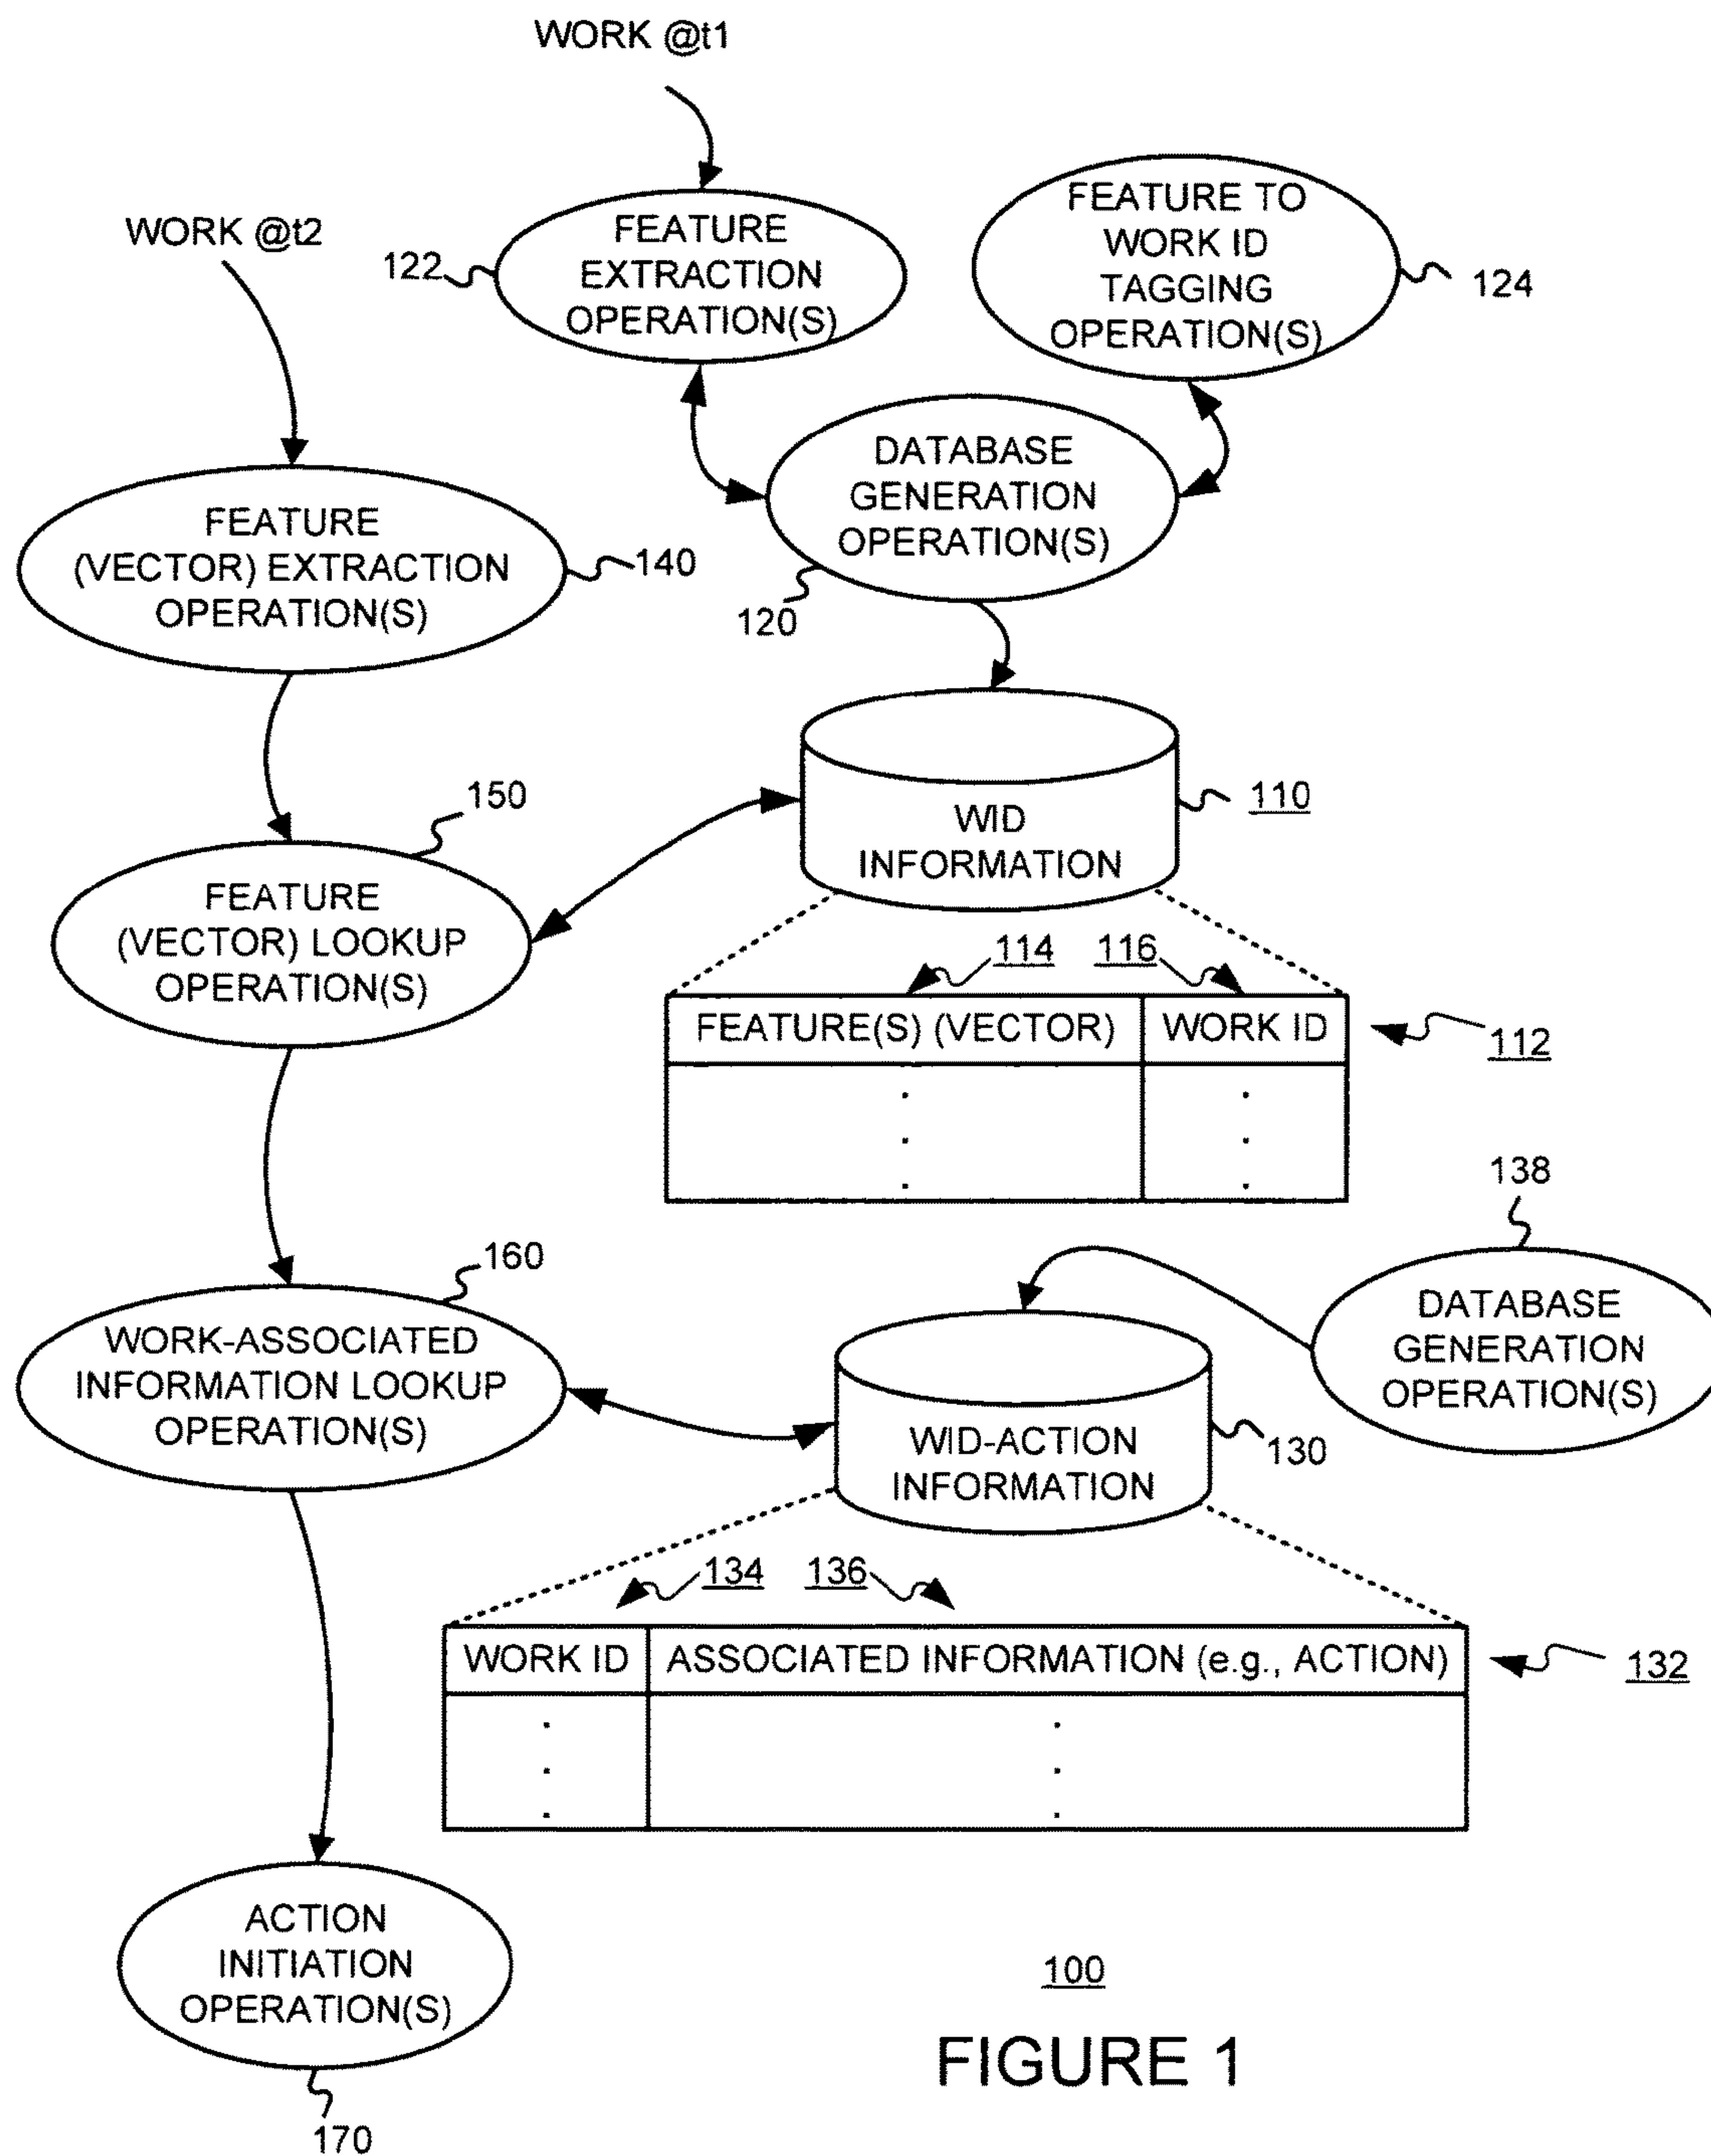 WORK @t1
WORK @t2
FEATURE
EXTRACTION
OPERATION(S)
122
FEATURE TO
WORK ID
TAGGING
OPERATION(S)
124
DATABASE
GENERATION
OPERATION(S)
120
FEATURE
(VECTOR) EXTRACTION
OPERATION(S)
140
WID
INFORMATION
110
150
FEATURE
(VECTOR) LOOKUP
OPERATION(S)
114
116
FEATURE(S) (VECTOR)
WORK ID
112
138
DATABASE
GENERATION
OPERATION(S)
160
WORK-ASSOCIATED
INFORMATION LOOKUP
OPERATION(S)
WID-ACTION
INFORMATION
130
134
136
WORK ID
ASSOCIATED INFORMATION (e.g., ACTION)
132
ACTION
INITIATION
OPERATION(S)
170
100
FIGURE 1